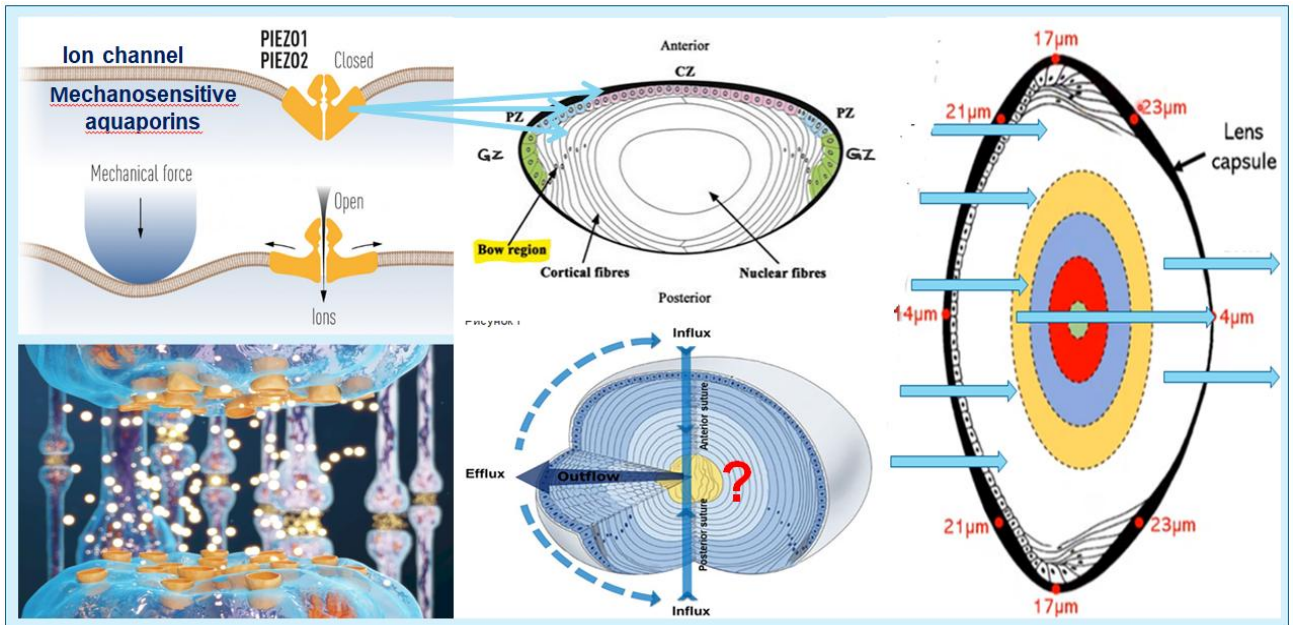 Ion channel
Mechanosensitive
aquaporins
PIEZO1
PIEZO2
Closed
Mechanical force
Open
Ions
Anterior
CZ
PZ
PZ
GZ
GZ
Bow region
Cortical fibres
Nuclear fibres
Posterior
Influx
Anterior suture
Efflux
Outflow
?
Posterior suture
Influx
17µm
21µm
23µm
Lens
capsule
14µm
4µm
21µm
23µm
17µm